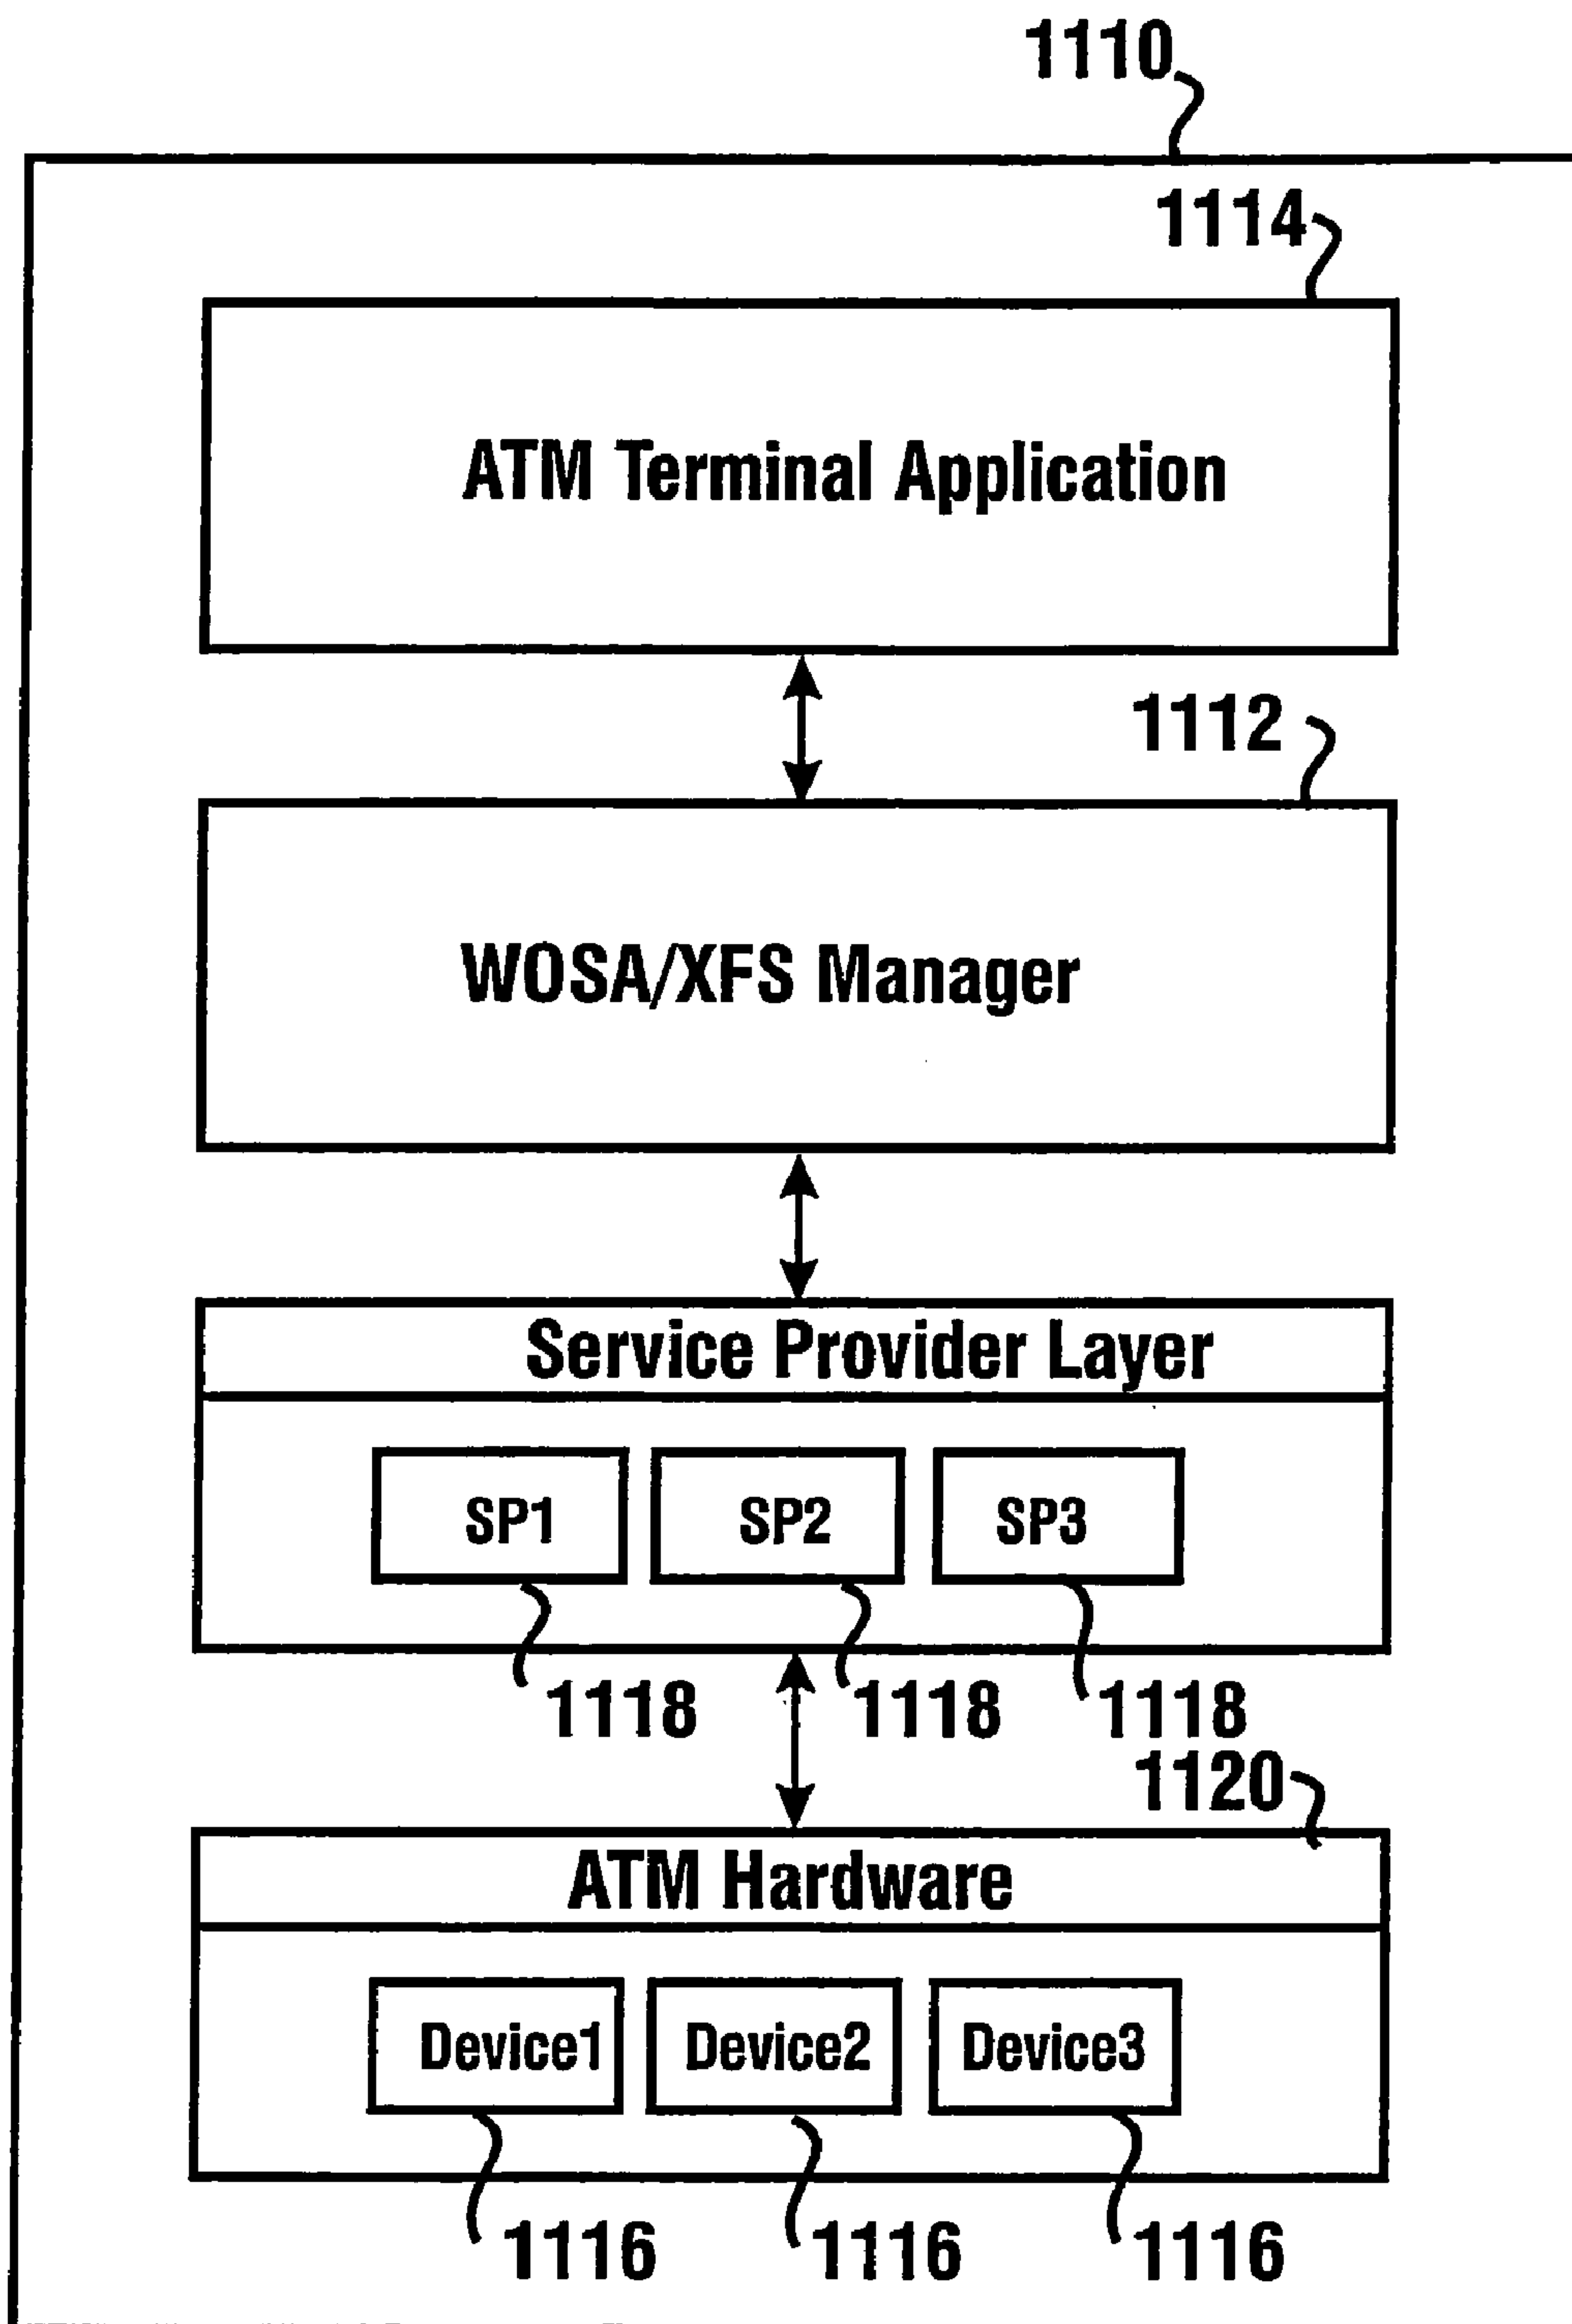 1110
1114
ATM Terminal Application
1112
WOSA/XFS Manager
Service Provider Layer
SP1 SP2 SP3
1118 1118 1118
1120
ATM Hardware
Device1 Device2 Device3
1116 1116 1116